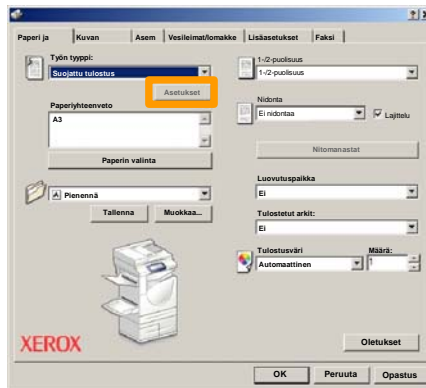 Paperi ja
Kuvan
Asem
Vesileimat/lomakke
Lisäasetukset
Faksi
Työn tyyppi:
Suojattu tulostus
Asetukset
Paperiyhteenveto
A3
Paperin valinta
Pienennä
Tallenna
Muokkaa...
1-/2-puolisuus
1-/2-puolisuus
Nidonta
Ei nidontaa
Lajittelu
Nitomanastat
Luovutuspaikka
Ei
Tulostetut arkit:
Ei
Tulostusväri
Määrä:
Automaattinen
1
XEROX
Oletukset
OK
Peruuta
Opastus